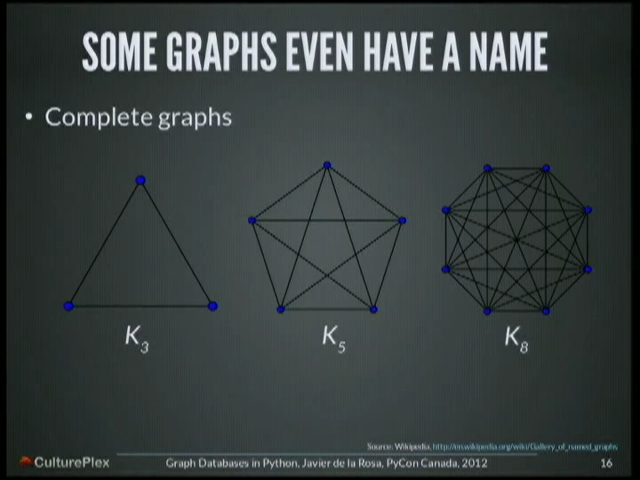 SOME GRAPHS EVEN HAVE A NAME
• Complete graphs
K3 K5 K8
Source: Wikipedia, http://en.wikipedia.org/wiki/Gallery_of_named_graphs
CulturePlex Graph Databases in Python, Javier de la Rosa, PyCon Canada, 2012 16